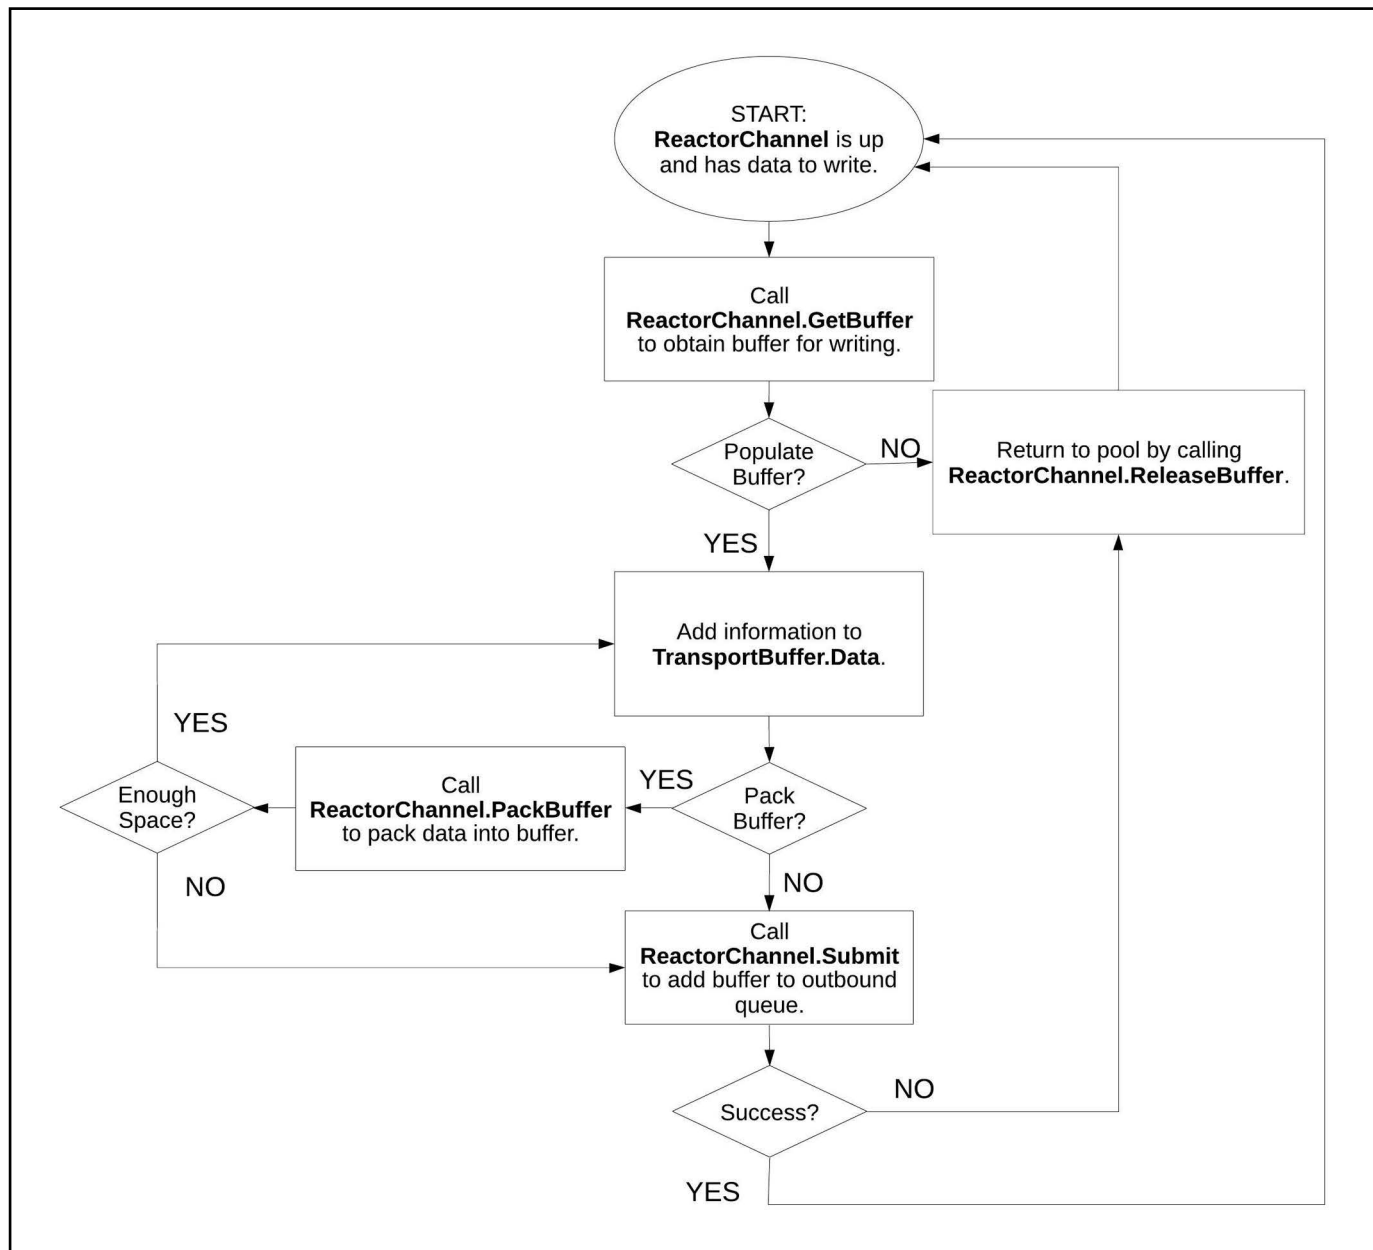 START:
ReactorChannel is up
and has data to write.
Call
ReactorChannel.GetBuffer
to obtain buffer for writing.
Populate
Buffer?
NO
Return to pool by calling
ReactorChannel.ReleaseBuffer.
YES
Add information to
TransportBuffer.Data.
YES
Enough
Space?
Call
ReactorChannel.PackBuffer
to pack data into buffer.
YES
Pack
Buffer?
NO
NO
Call
ReactorChannel.Submit
to add buffer to outbound
queue.
Success?
NO
YES